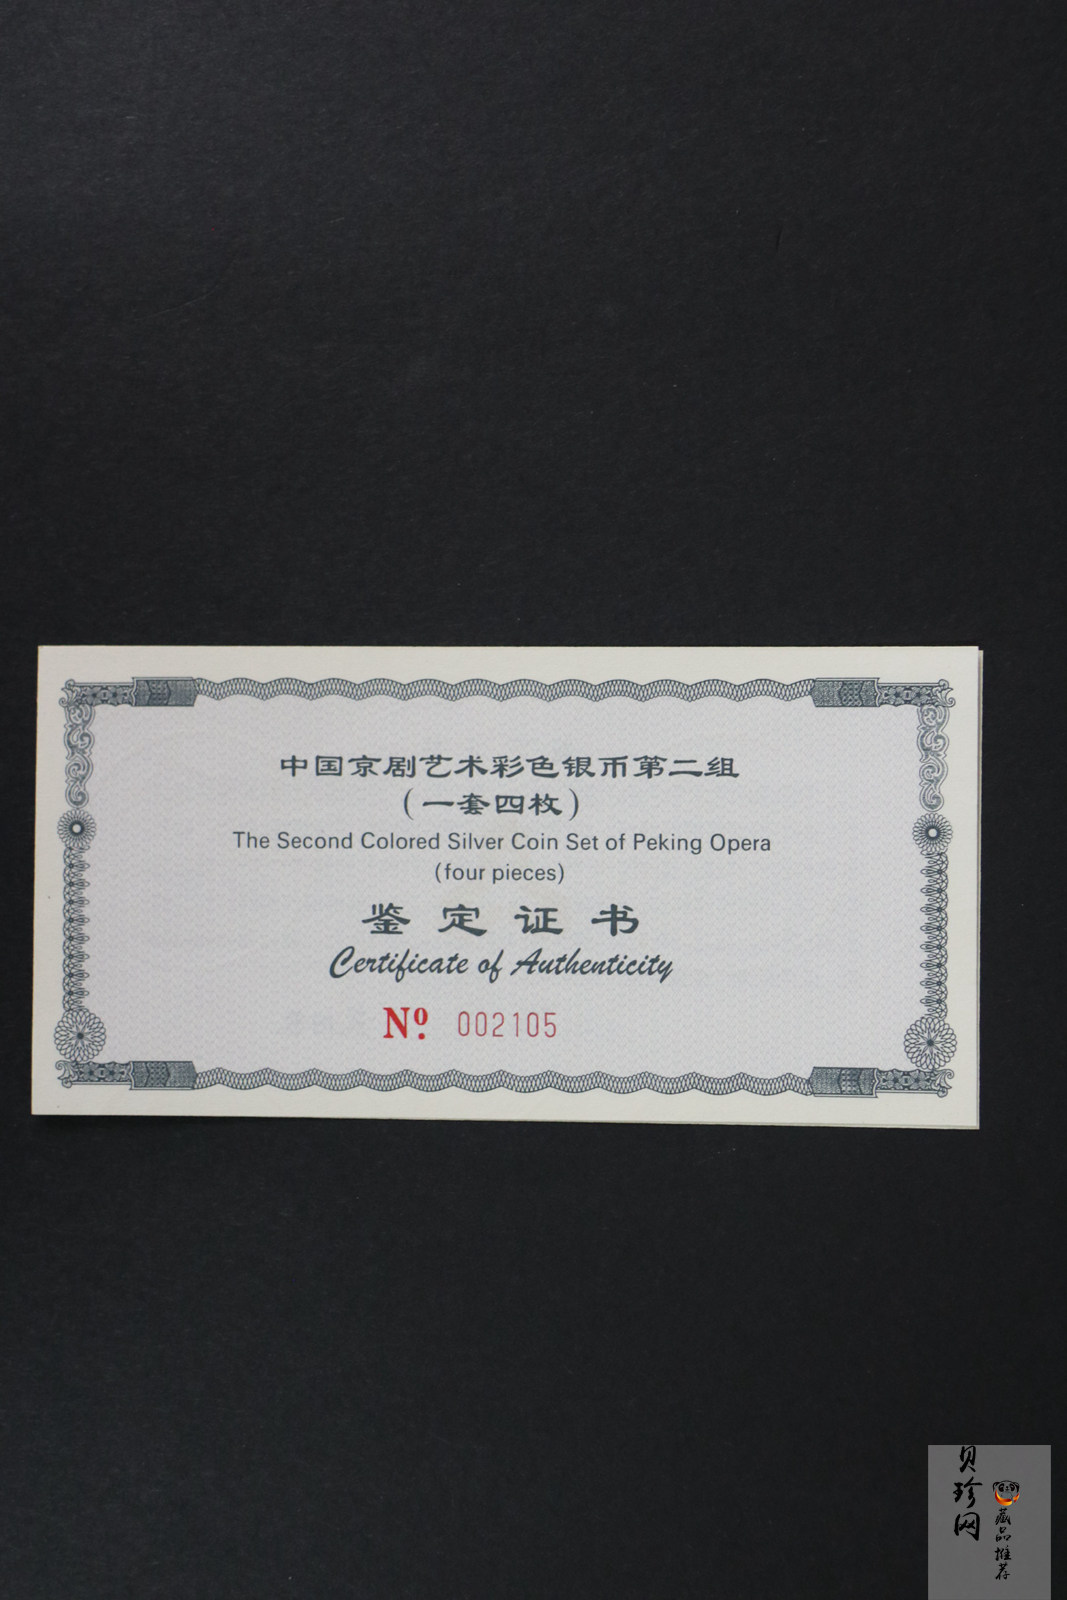 中国京剧艺术彩色银币第二组
(一套四枚)
The Second Colored Silver Coin Set of Peking Opera
(four pieces)
鉴定证书
Certificate of Authenticity
Nº 002105
贝珍网
藏品推荐